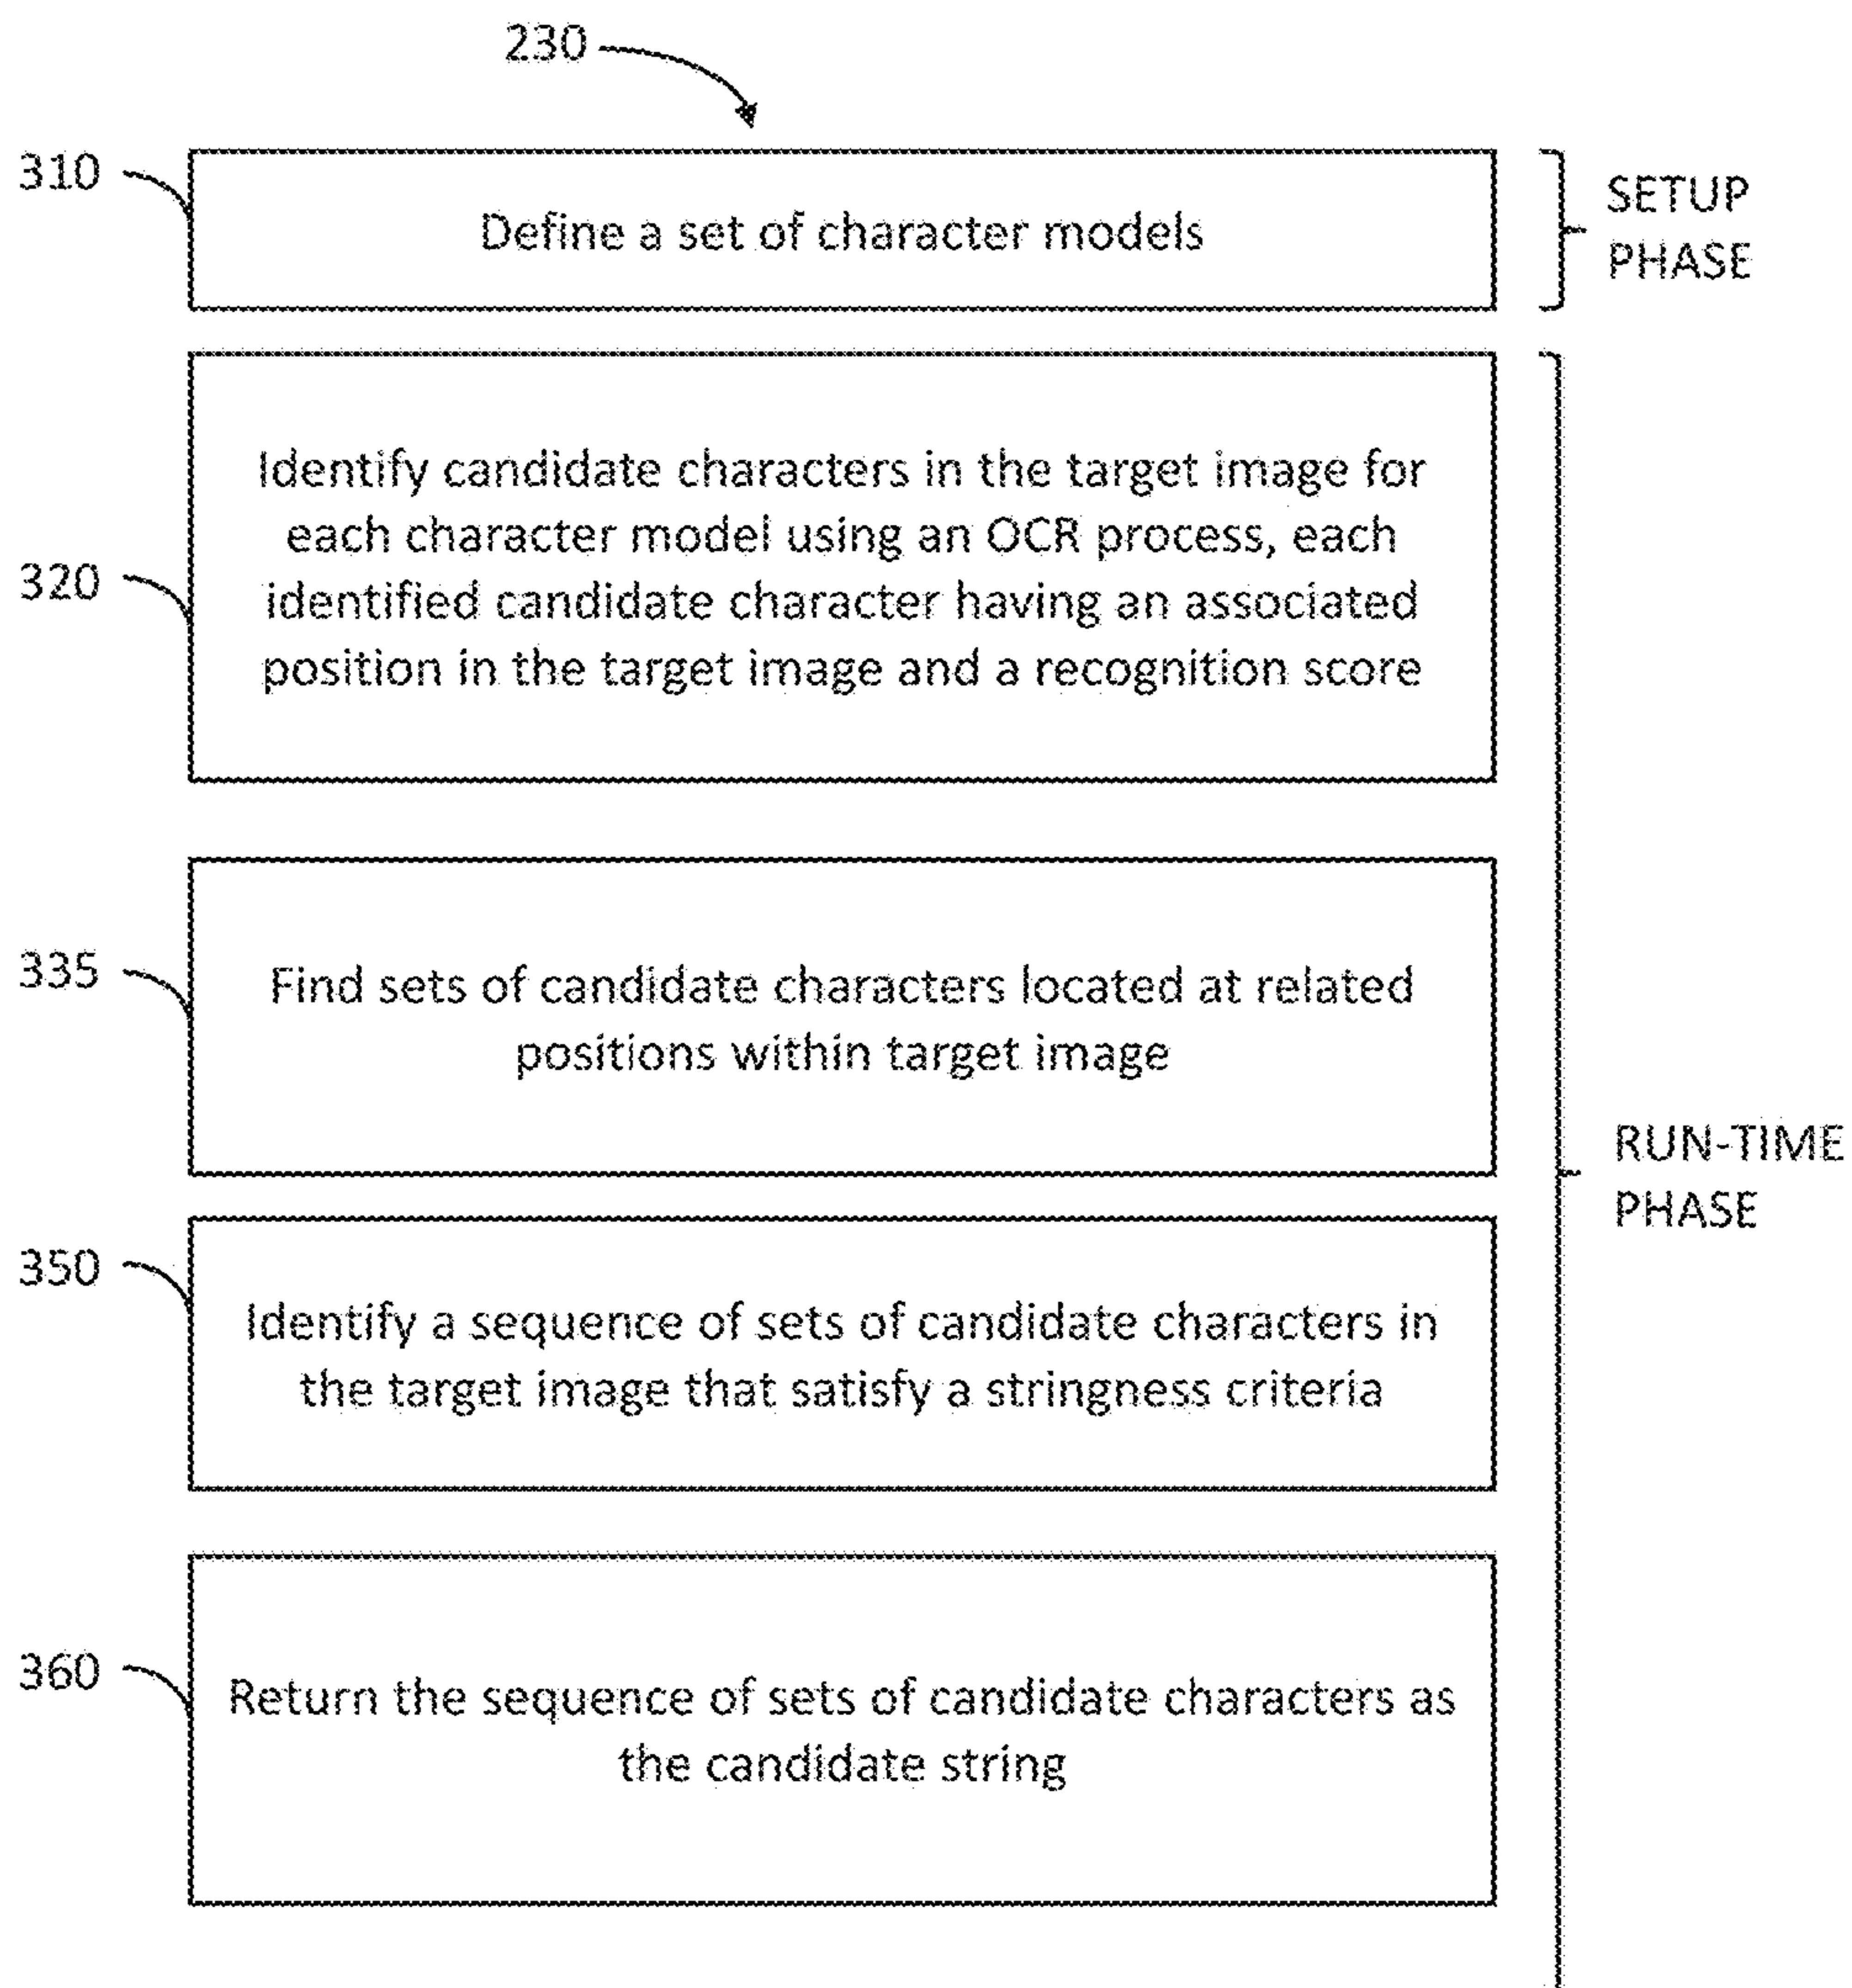 230
310
Define a set of character models
SETUP
PHASE
320
Identify candidate characters in the target image for
each character model using an OCR process, each
identified candidate character having an associated
position in the target image and a recognition score
335
Find sets of candidate characters located at related
positions within target image
RUN-TIME
PHASE
350
Identify a sequence of sets of candidate characters in
the target image that satisfy a stringness criteria
360
Return the sequence of sets of candidate characters as
the candidate string